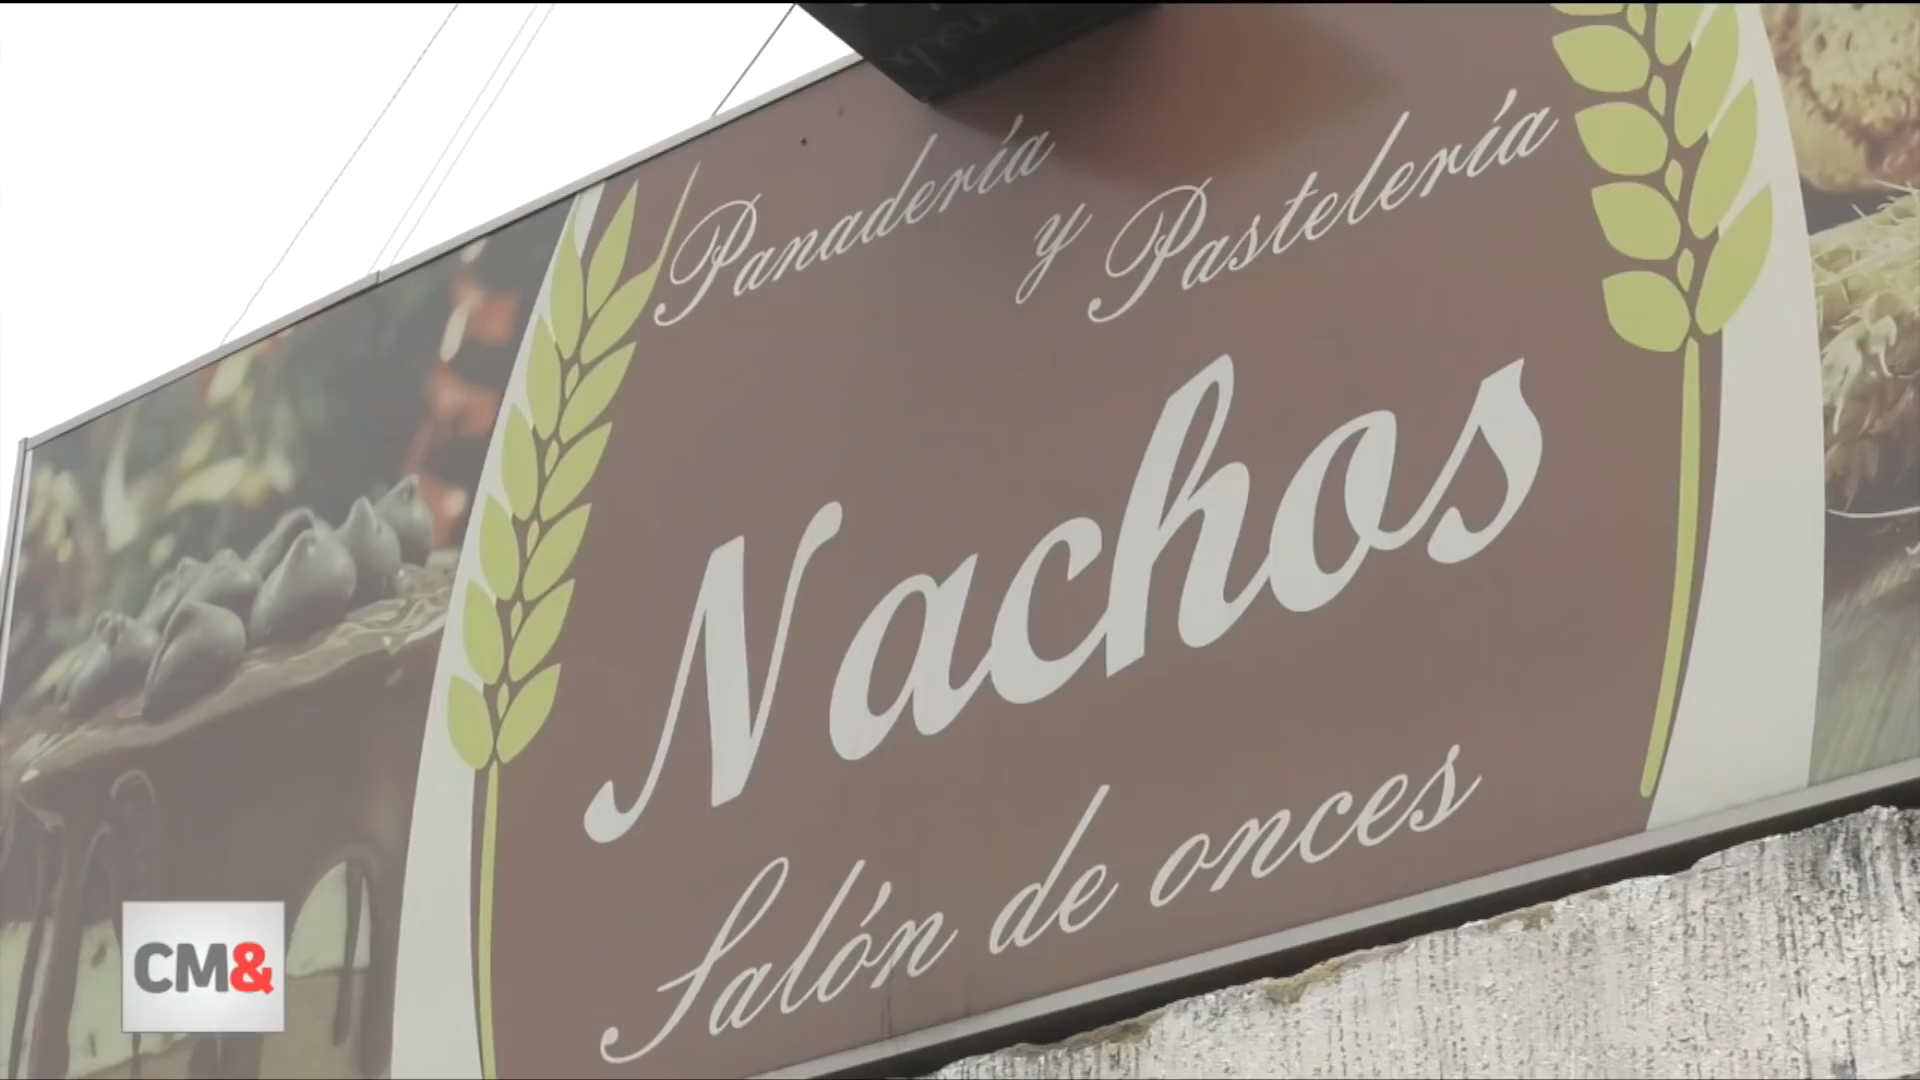 Panadería
y Pastelería
Nachos
Salón de onces
CM&